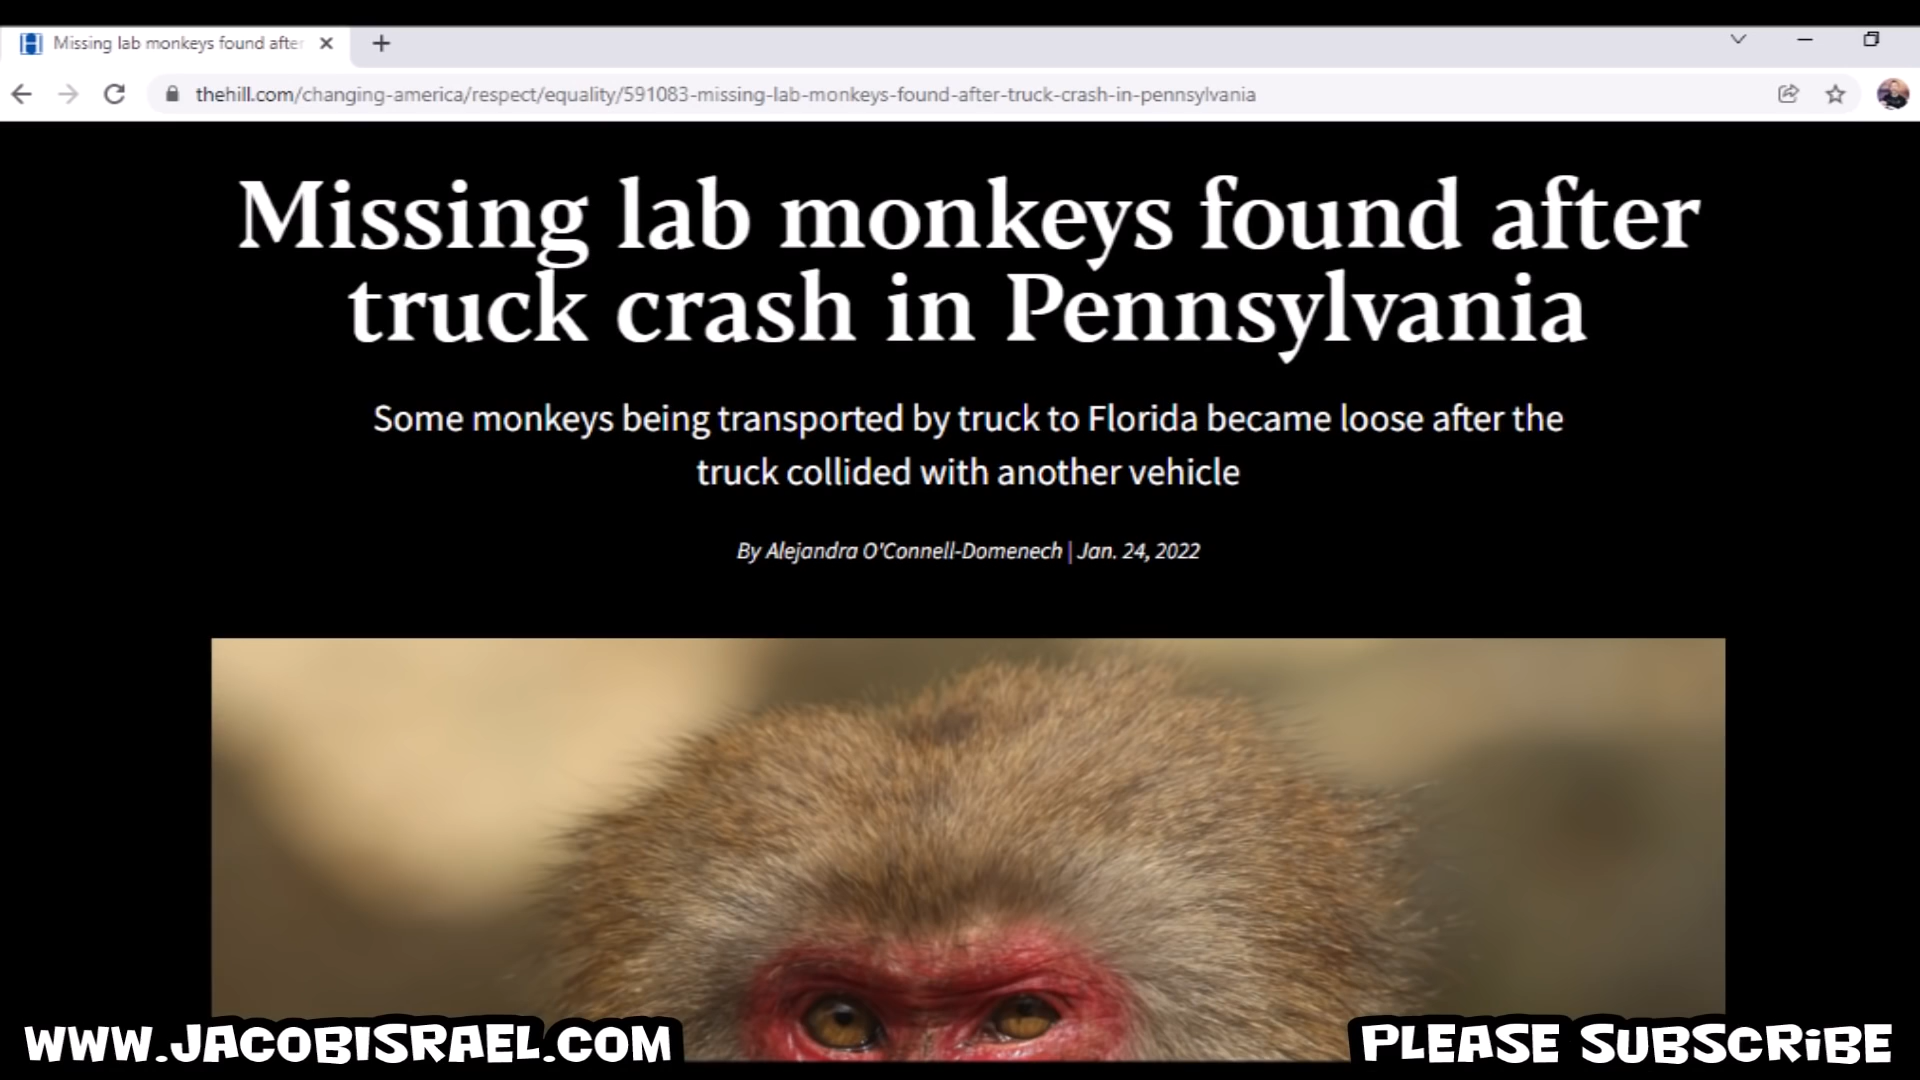 Missing lab monkeys found after
thehill.com/changing-america/respect/equality/591083-missing-lab-monkeys-found-after-truck-crash-in-pennsylvania
Missing lab monkeys found after
truck crash in Pennsylvania
Some monkeys being transported by truck to Florida became loose after the
truck collided with another vehicle
By Alejandra O'Connell-Domenech | Jan. 24, 2022
WWW.JACOBISRAEL.COM
PLEASE SUBSCRiBE